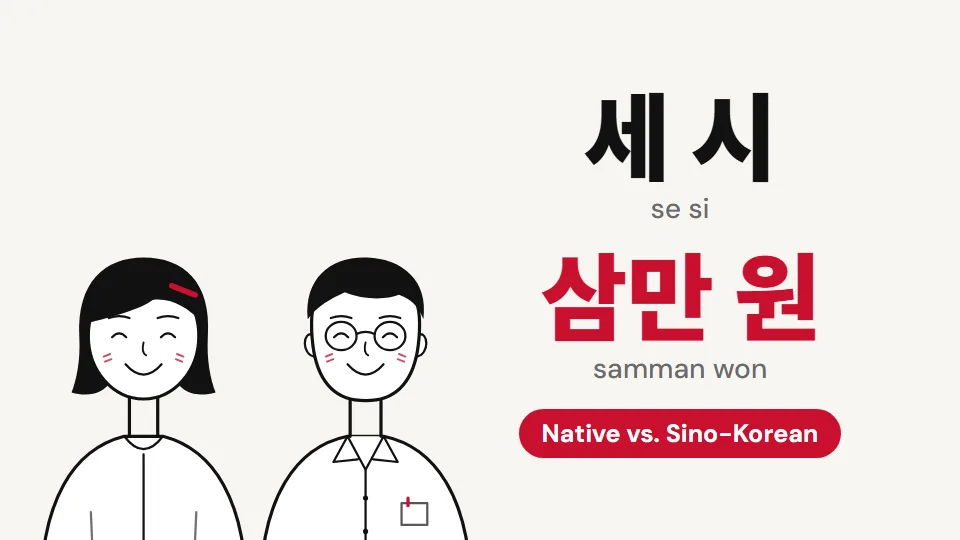 세 시
se si
삼만 원
samman won
Native vs. Sino-Korean